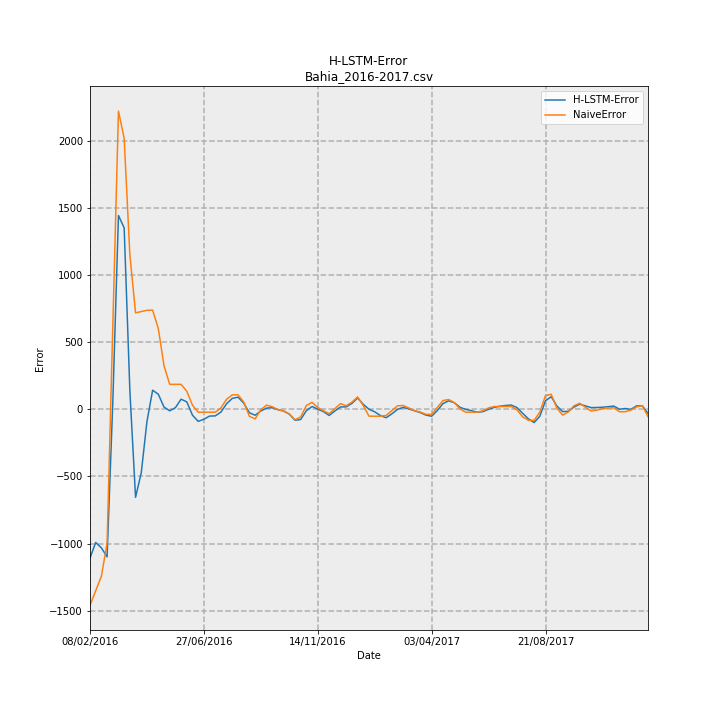 H-LSTM-Error
Bahia_2016-2017.csv
H-LSTM-Error
NaiveError
2000
1500
1000
500
0
−500
−1000
−1500
Error
08/02/2016 27/06/2016 14/11/2016 03/04/2017 21/08/2017
Date